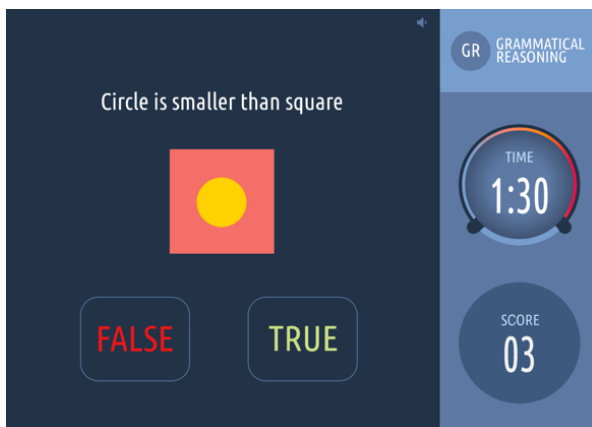 Circle is smaller than square
FALSE
TRUE
GR
GRAMMATICAL
REASONING
TIME
1:30
SCORE
03